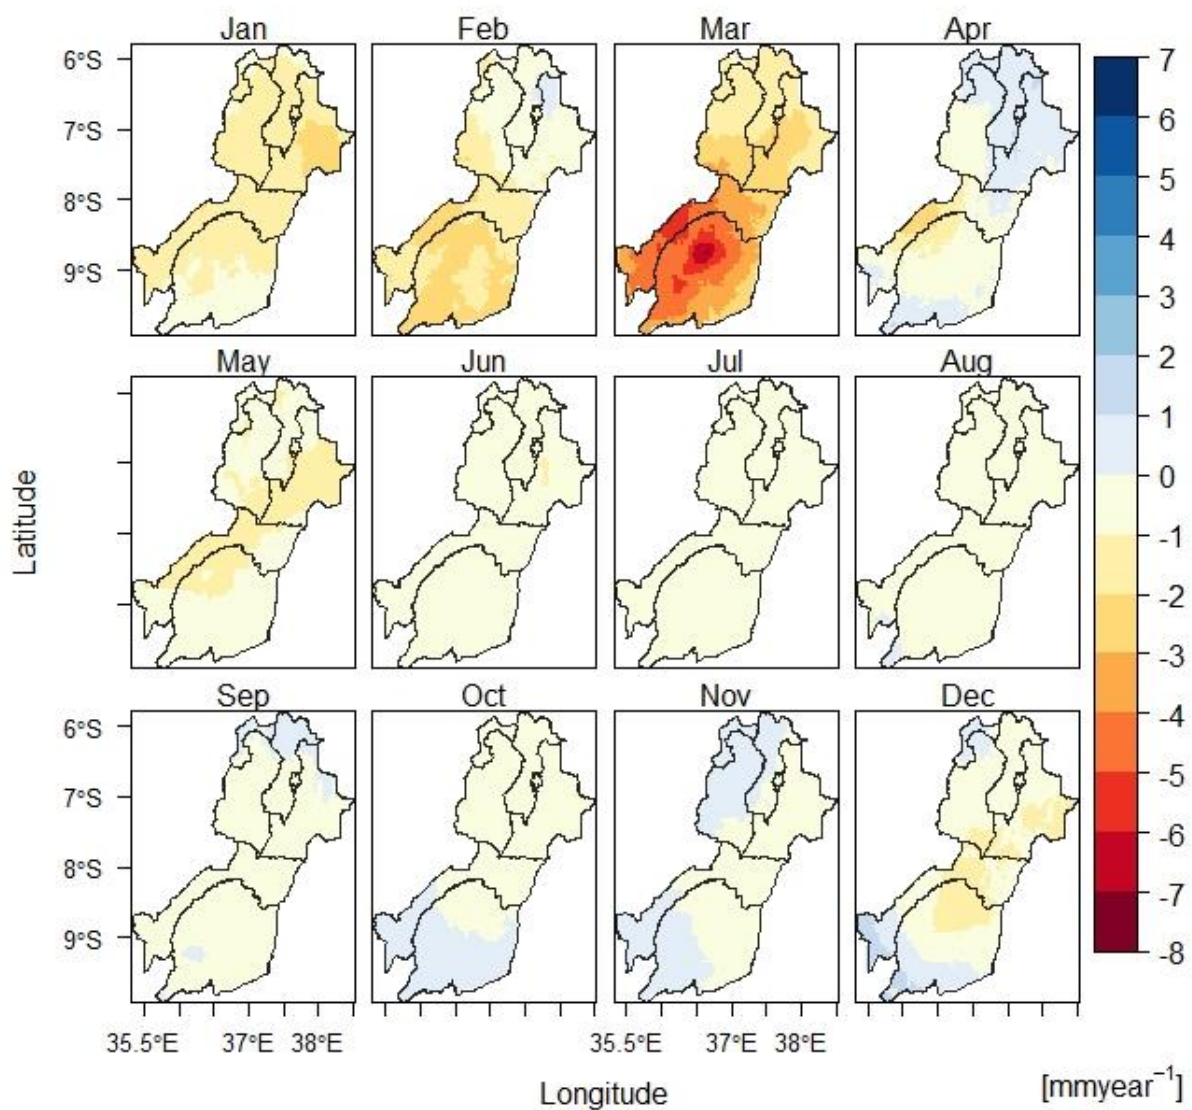 Jan Feb Mar Apr
6°S
7°S
8°S
9°S
May Jun Jul Aug
Sep Oct Nov Dec
6°S
7°S
8°S
9°S
35.5°E 37°E 38°E 35.5°E 37°E 38°E
Latitude
Longitude
7
6
5
4
3
2
1
0
-1
-2
-3
-4
-5
-6
-7
-8
[mmyear⁻¹]